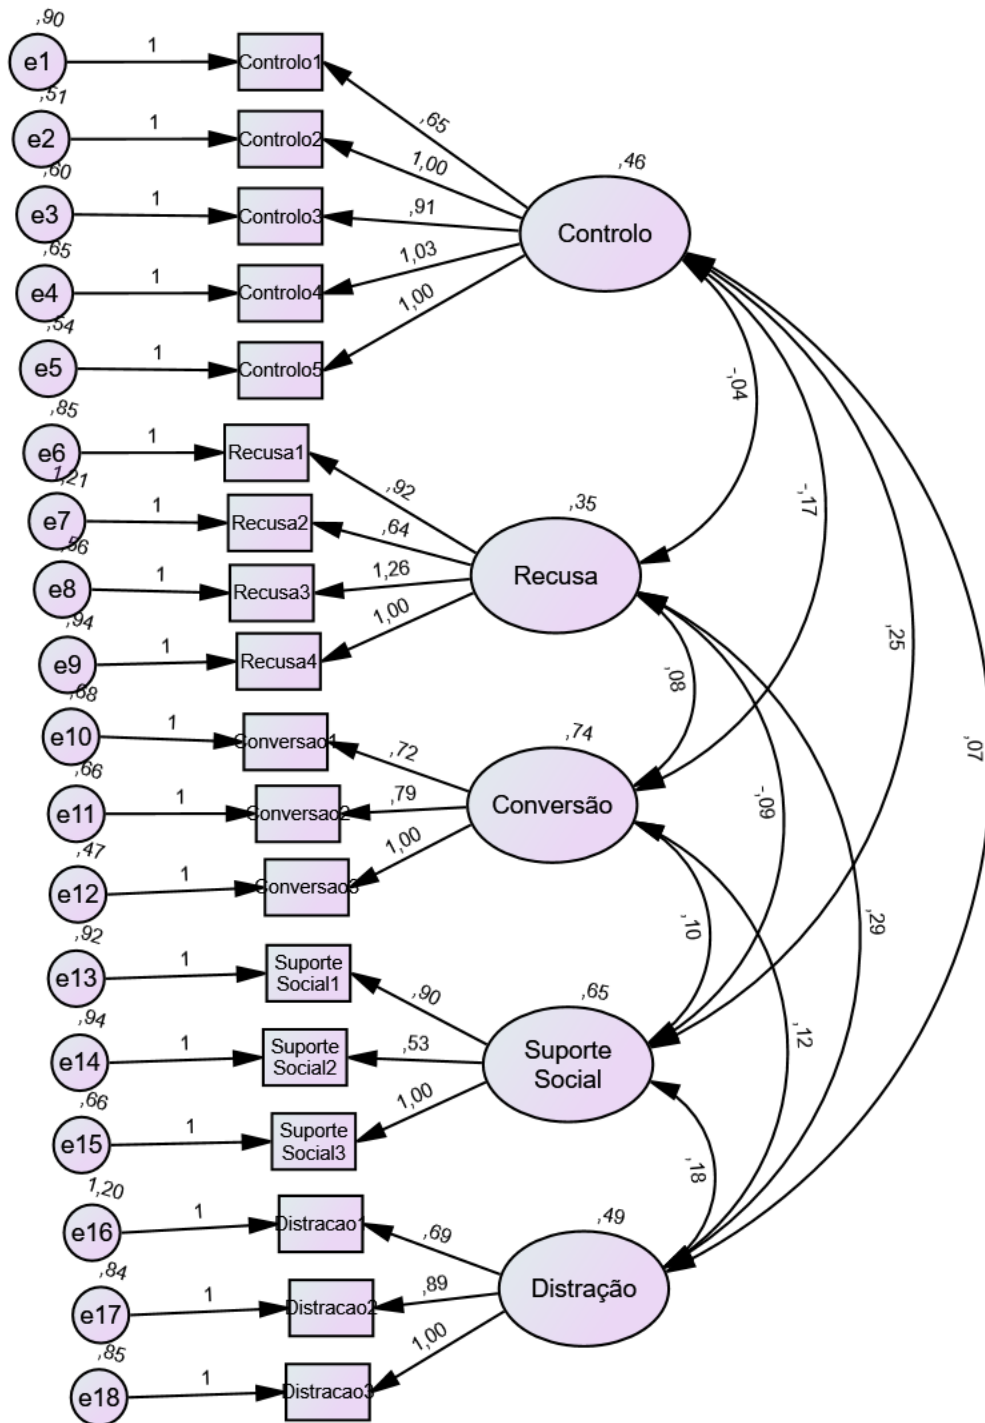 ,90
e1
1
Controlo1
,65
,51
e2
1
Controlo2
1,00
,60
e3
1
Controlo3
,91
,65
e4
1
Controlo4
1,03
,54
e5
1
Controlo5
1,00
,46
Controlo
,85
e6
1
Recusa1
,92
1,21
e7
1
Recusa2
,64
,56
e8
1
Recusa3
1,26
,94
e9
1
Recusa4
1,00
,35
Recusa
,68
e10
1
Conversao1
,72
,66
e11
1
Conversao2
,79
,47
e12
1
Conversao3
1,00
,74
Conversão
,92
e13
1
Suporte
Social1
,90
,94
e14
1
Suporte
Social2
,53
,66
e15
1
Suporte
Social3
1,00
,65
Suporte
Social
1,20
e16
1
Distracao1
,69
,84
e17
1
Distracao2
,89
,85
e18
1
Distracao3
1,00
,49
Distração
-,04
-,17
,25
,07
,08
-,09
,29
,10
,12
,18